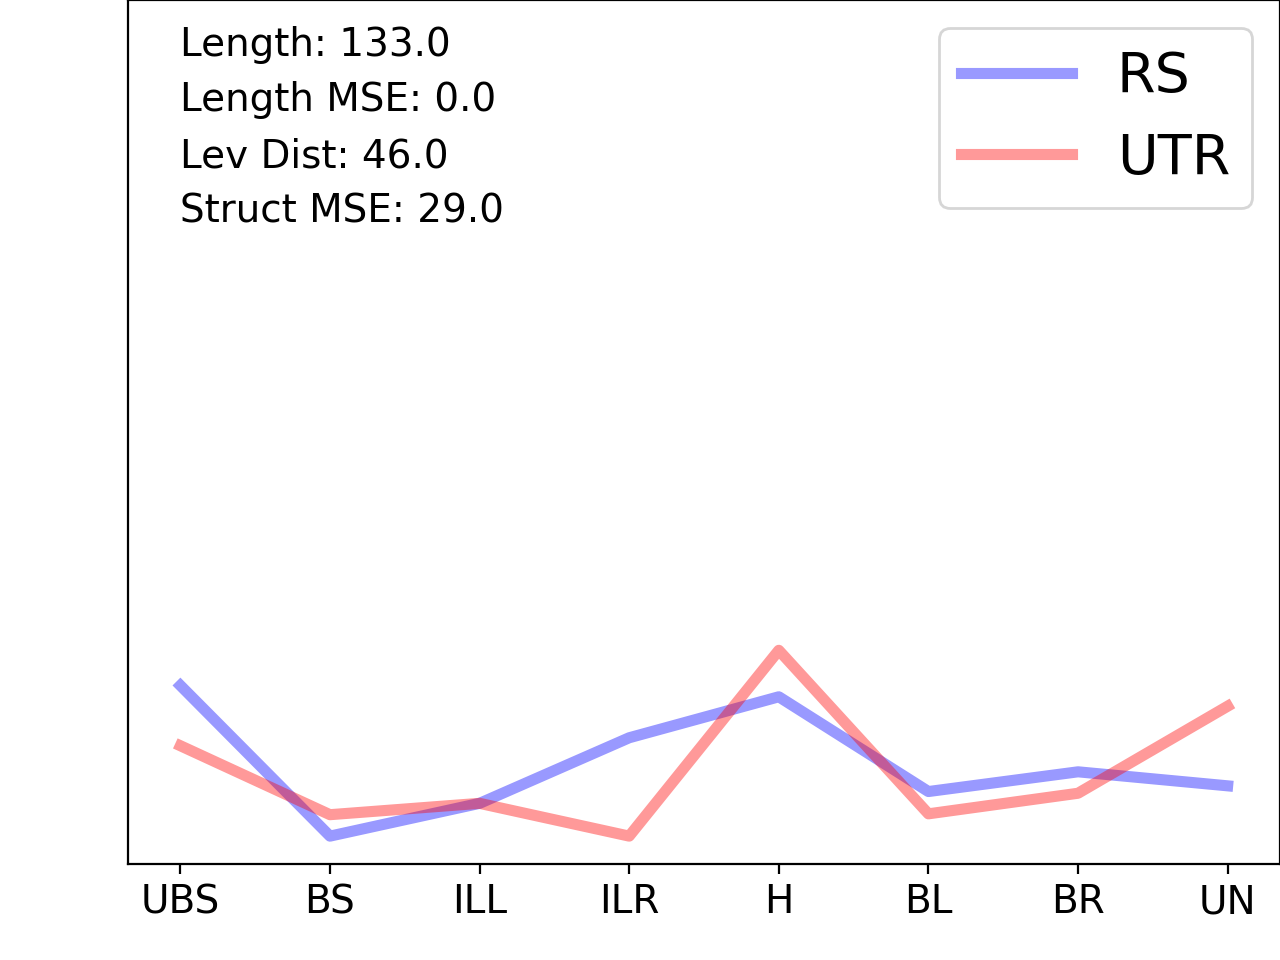 Length: 133.0
Length MSE: 0.0
Lev Dist: 46.0
Struct MSE: 29.0
RS
UTR
UBS BS ILL ILR H BL BR UN